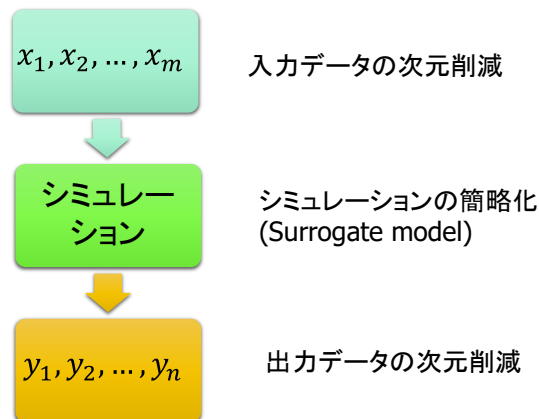 x₁, x₂, …, xₘ
入力データの次元削減
シミュレー
ション
シミュレーションの簡略化
(Surrogate model)
y₁, y₂, …, yₙ
出力データの次元削減